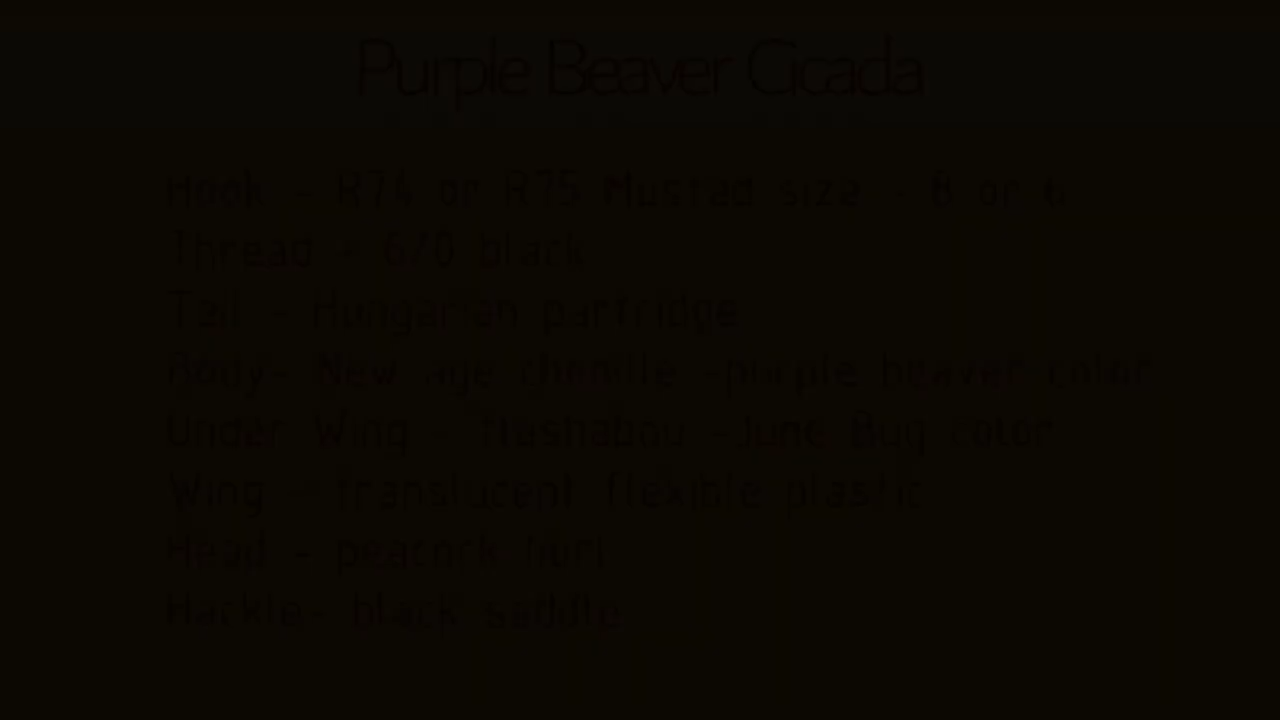 Purple Beaver Cicada
Hook - R74 or R75 Mustad size - 8 or 6
Thread - 6/0 black
Tail - Hungarian partridge
Body- New age chenille -purple beaver color
Under Wing - flashabou -June Bug color
Wing - translucent flexible plastic
Head - peacock hurl
Hackle- black saddle